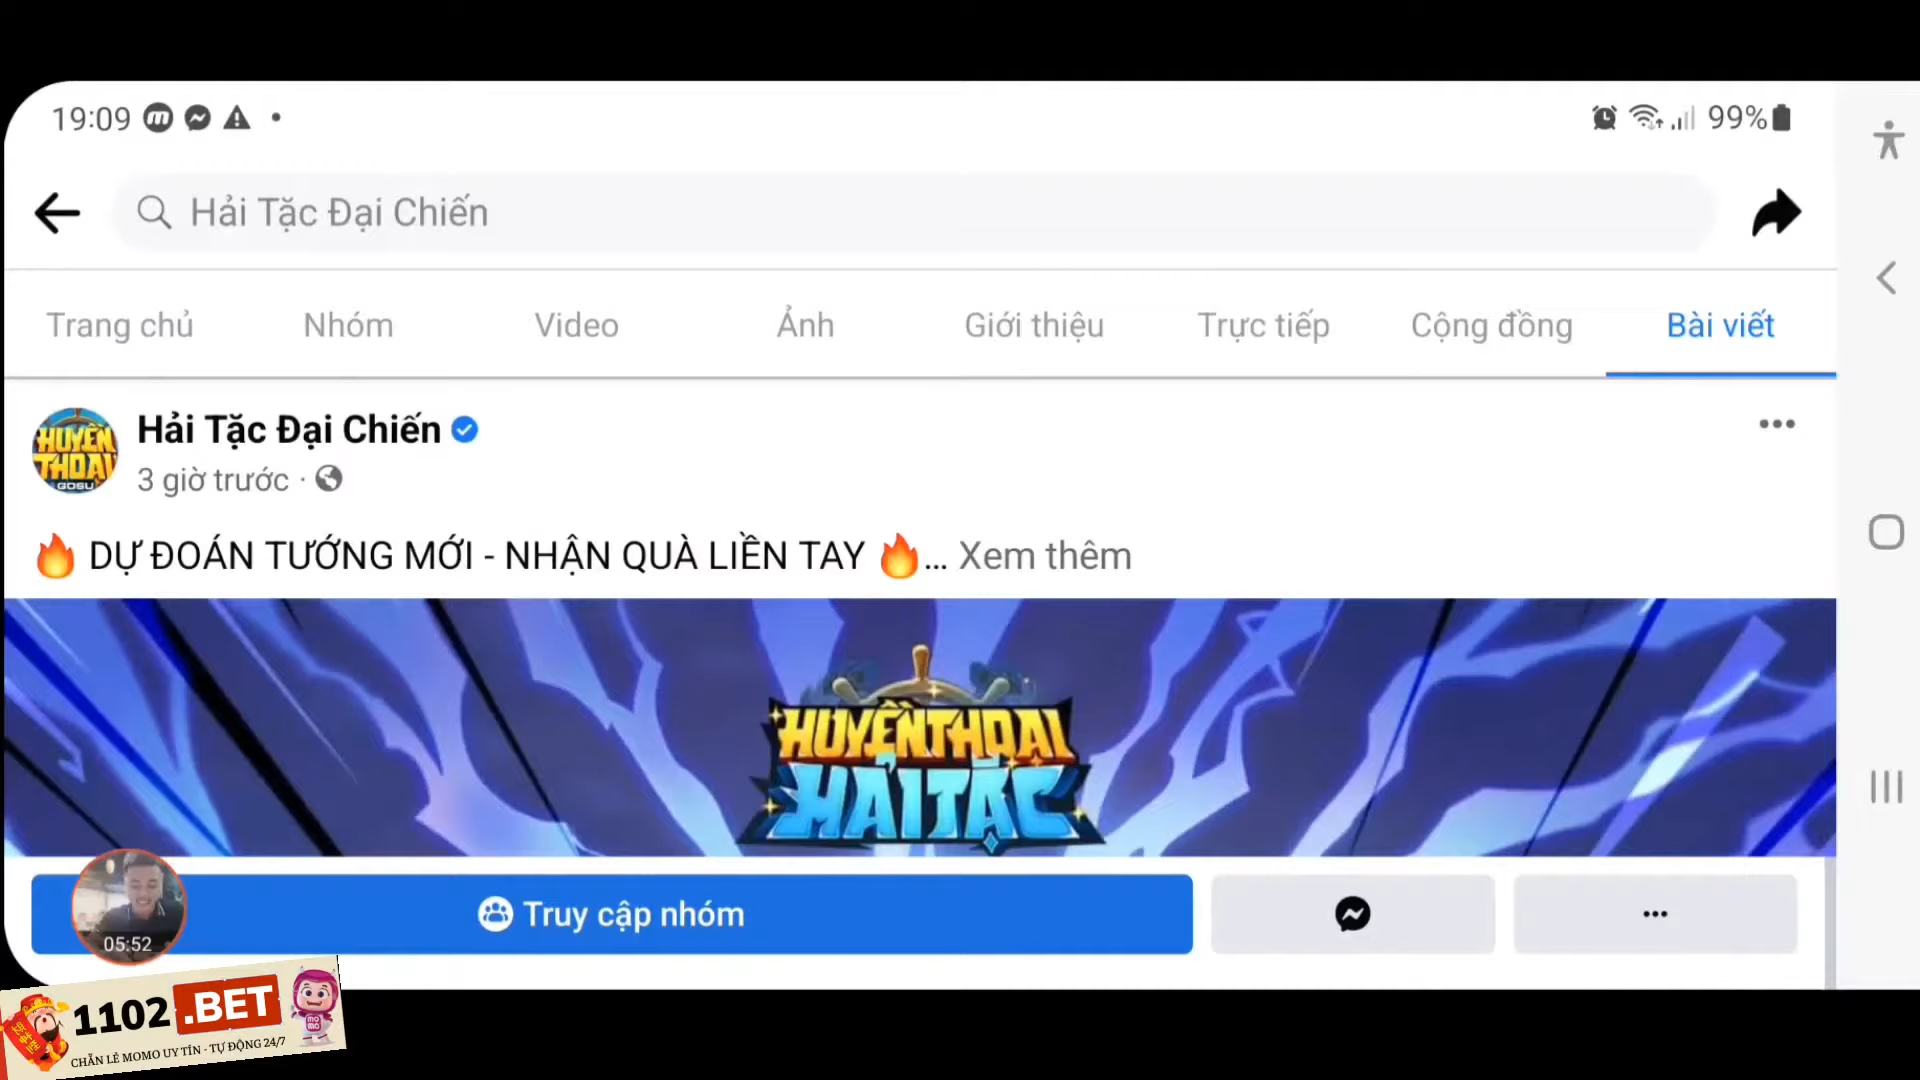 19:09
99%
Hải Tặc Đại Chiến
Trang chủ
Nhóm
Video
Ảnh
Giới thiệu
Trực tiếp
Cộng đồng
Bài viết
HUYỀN
THOẠI
GOSU
Hải Tặc Đại Chiến
3 giờ trước ·
🔥 DỰ ĐOÁN TƯỚNG MỚI - NHẬN QUÀ LIỀN TAY 🔥... Xem thêm
HUYỀN THOẠI
HẢI TẶC
Truy cập nhóm
05:52
1102.BET
CHẴN LẺ MOMO UY TÍN - TỰ ĐỘNG 24/7